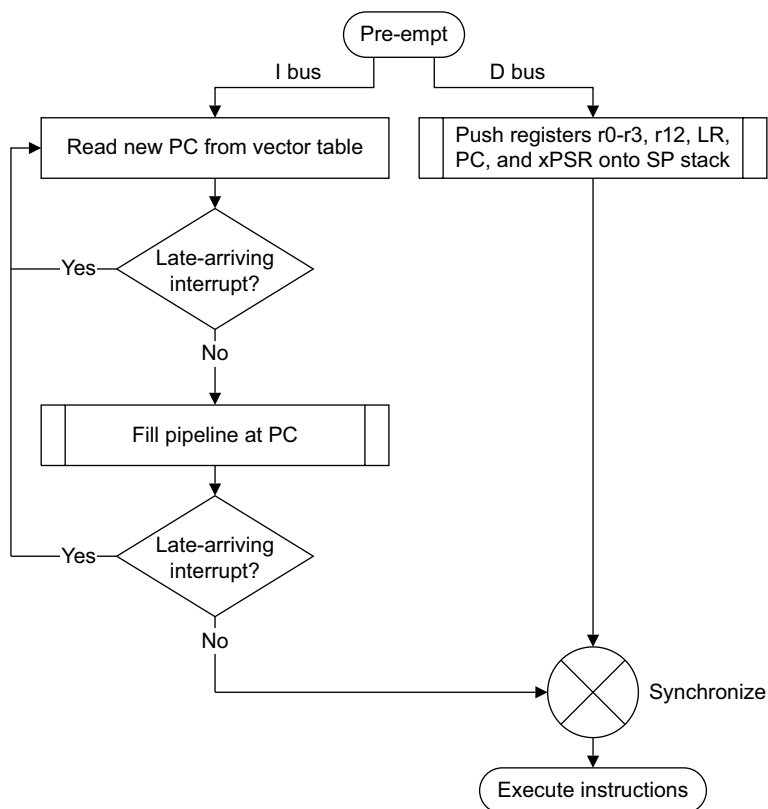 Pre-empt
I bus
D bus
Read new PC from vector table
Push registers r0-r3, r12, LR,
PC, and xPSR onto SP stack
Late-arriving
interrupt?
Yes
No
Fill pipeline at PC
Late-arriving
interrupt?
Yes
No
Synchronize
Execute instructions